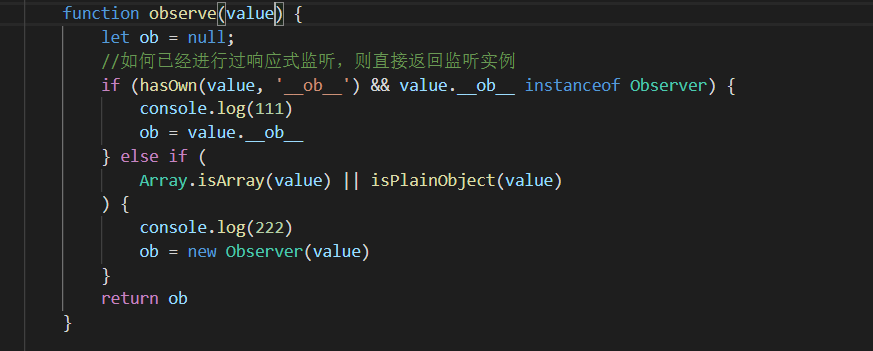 function observe(value) {
let ob = null;
//如何已经进行过响应式监听，则直接返回监听实例
if (hasOwn(value, '__ob__') && value.__ob__ instanceof Observer) {
console.log(111)
ob = value.__ob__
} else if (
Array.isArray(value) || isPlainObject(value)
) {
console.log(222)
ob = new Observer(value)
}
return ob
}